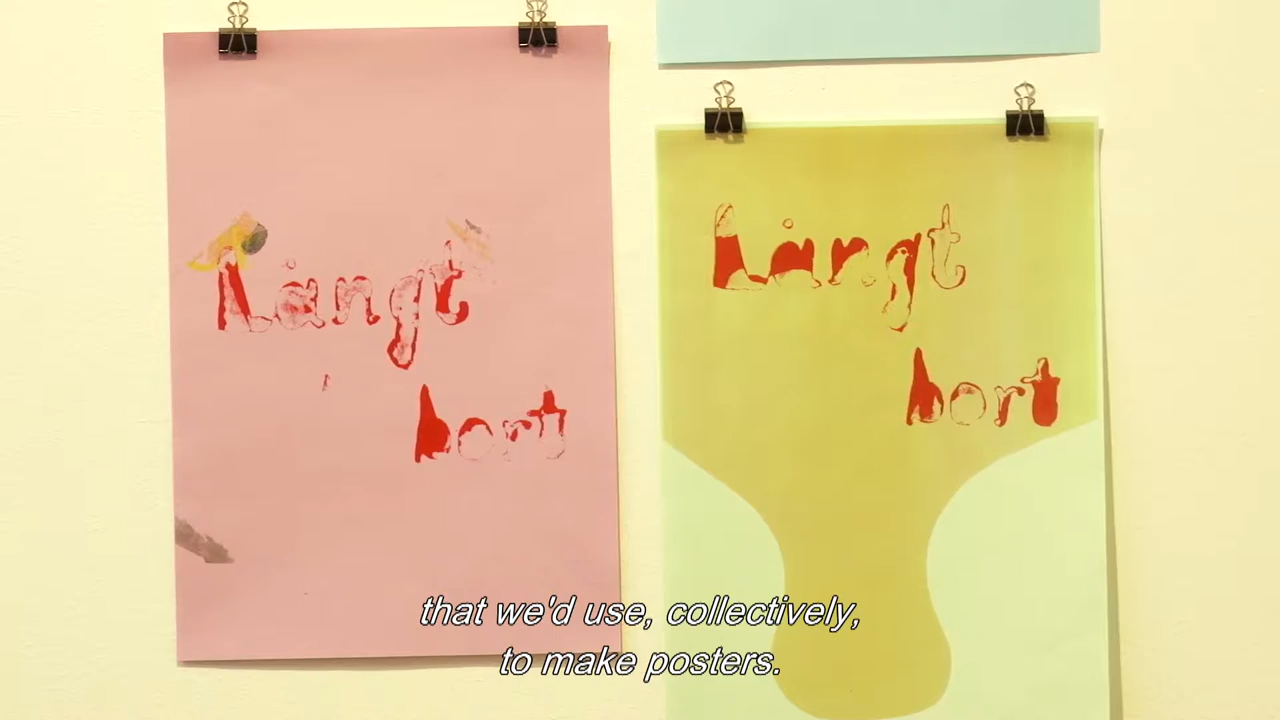 Långt
bort
Långt
bort
that we'd use, collectively,
to make posters.